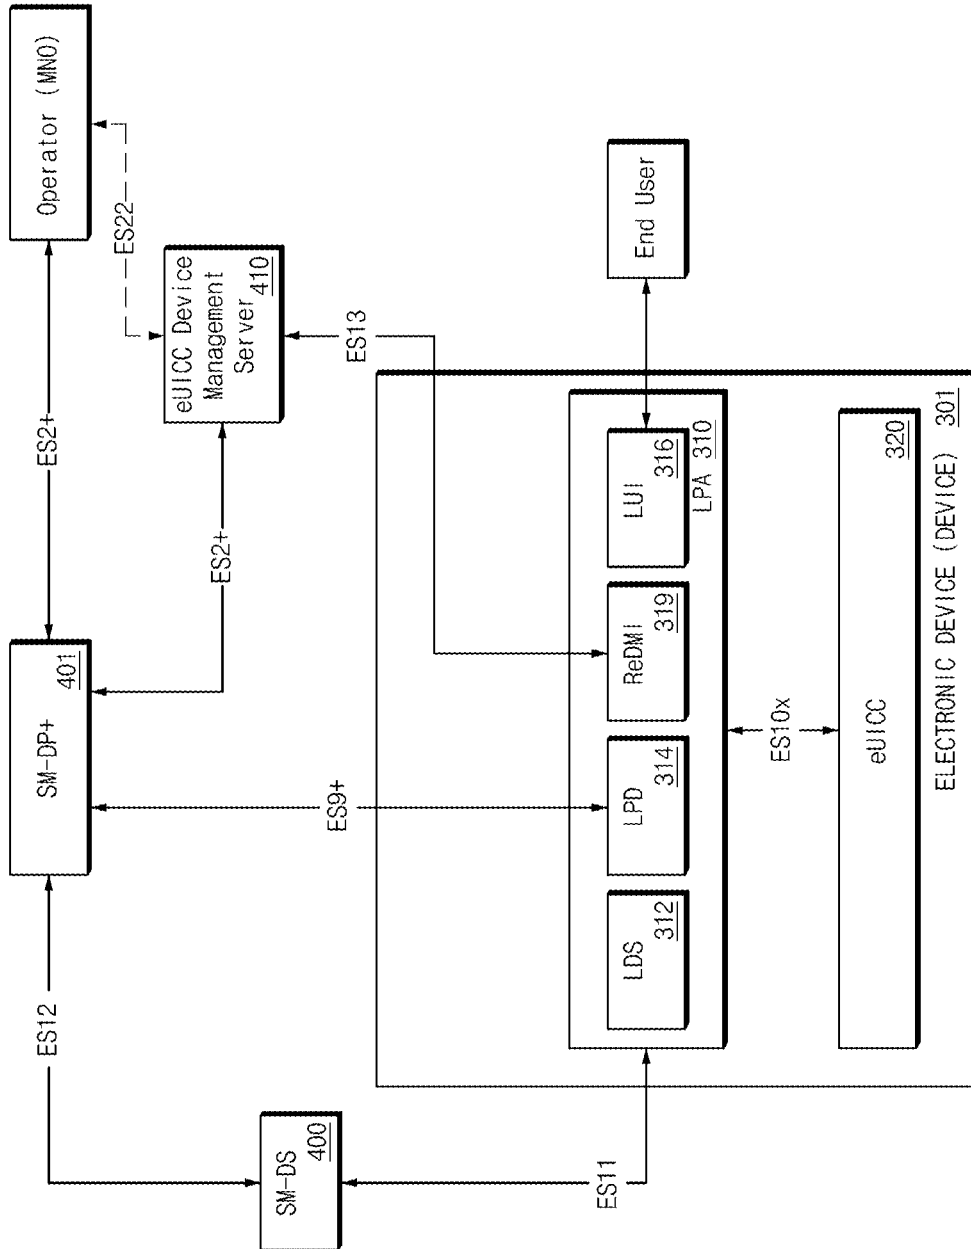 Operator (MNO)
ES22
ES2+
eUICC Device
Management
Server
410
SM-DP+
401
ES2+
ES12
ES13
End User
ES9+
SM-DS
400
ES11
LDS
312
LPD
314
ReDMI
319
LUI
316
LPA 310
ES10x
eUICC
320
ELECTRONIC DEVICE (DEVICE) 301